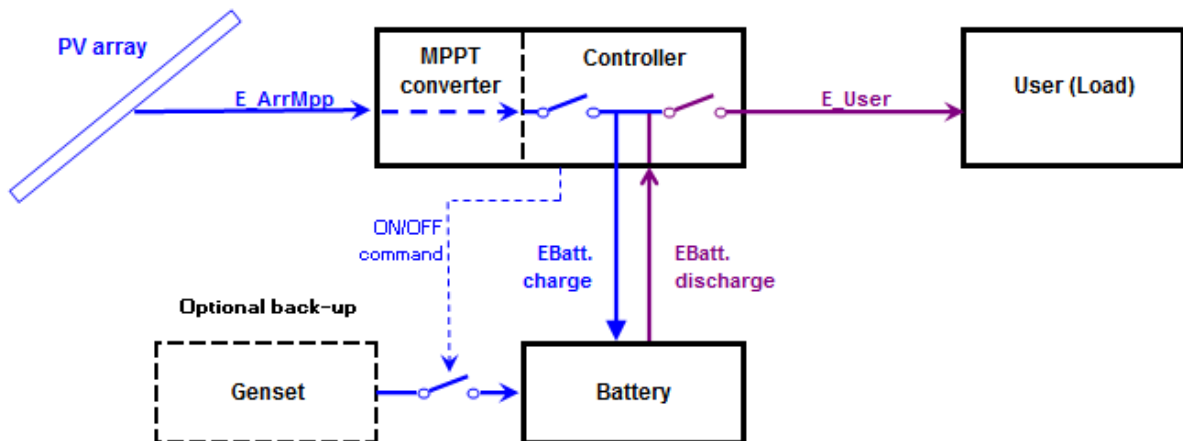 PV array
MPPT
converter
Controller
User (Load)
E_ArrMpp
E_User
ON/OFF
command
EBatt.
charge
EBatt.
discharge
Optional back-up
Genset
Battery